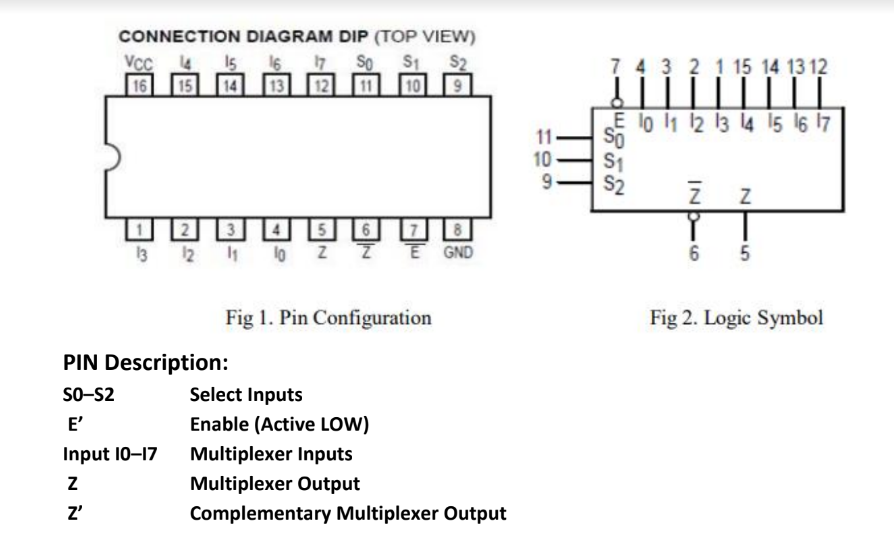 CONNECTION DIAGRAM DIP (TOP VIEW)
VCC I4 I5 I6 I7 S0 S1 S2
16 15 14 13 12 11 10 9
1 2 3 4 5 6 7 8
I3 I2 I1 I0 Z Z̅ E̅ GND
Fig 1. Pin Configuration
7 4 3 2 1 15 14 13 12
E I0 I1 I2 I3 I4 I5 I6 I7
11 S0
10 S1
9 S2
Z̅ Z
6 5
Fig 2. Logic Symbol
PIN Description:
S0–S2 Select Inputs
E’ Enable (Active LOW)
Input I0–I7 Multiplexer Inputs
Z Multiplexer Output
Z’ Complementary Multiplexer Output